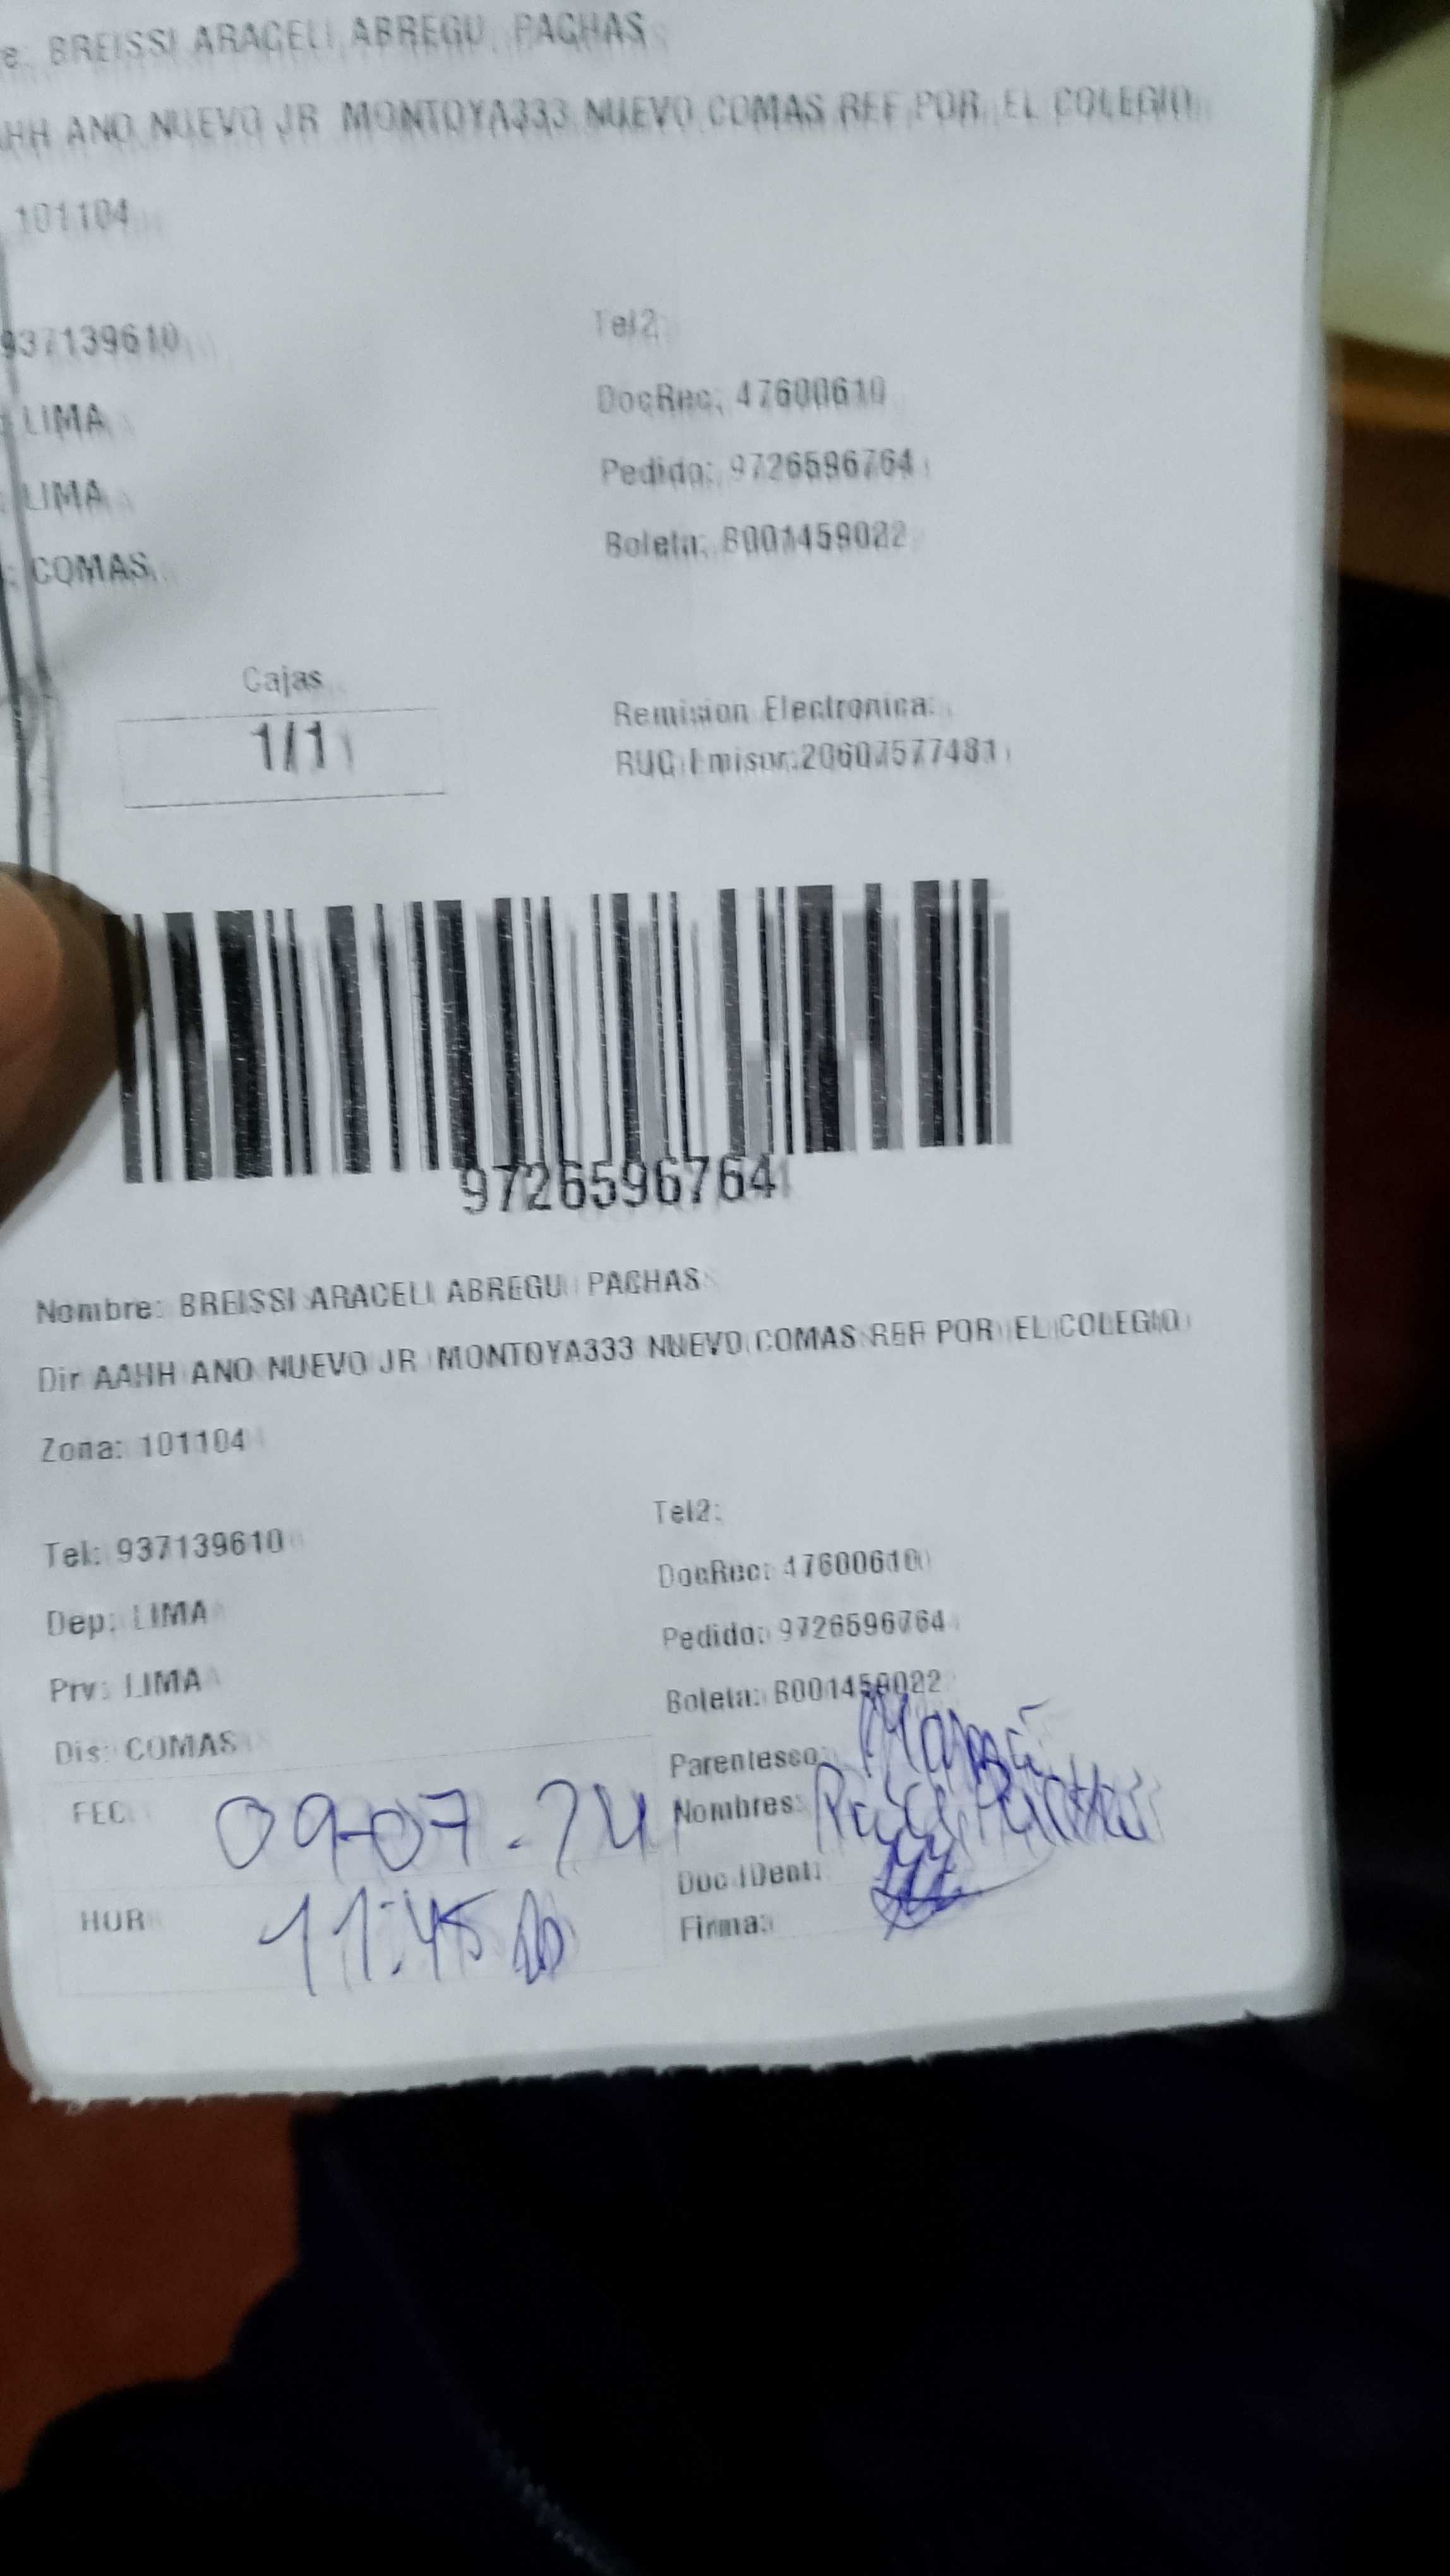 e: BREISSI ARACELI ABREGU PACHAS
AHH ANO NUEVO JR MONTOYA333 NUEVO COMAS REF POR EL COLEGIO
101104
937139610
Tel2:
LIMA
DocRec: 47600610
LIMA
Pedido: 9726596764
: COMAS
Boleta: B001459022
Cajas
1/1
Remision Electronica:
RUC Emisor:20607577481
9726596764
Nombre: BREISSI ARACELI ABREGU PACHAS
Dir AAHH ANO NUEVO JR MONTOYA333 NUEVO COMAS REF POR EL COLEGIO
Zona: 101104
Tel: 937139610
Tel2:
DocRec: 47600610
Dep: LIMA
Pedido: 9726596764
Prv: LIMA
Boleta: B001459022
Dis: COMAS
Parentesco: Mamá
FEC: 09-07-24
Nombres:
Doc IDent:
HOR 11:45
Firma: